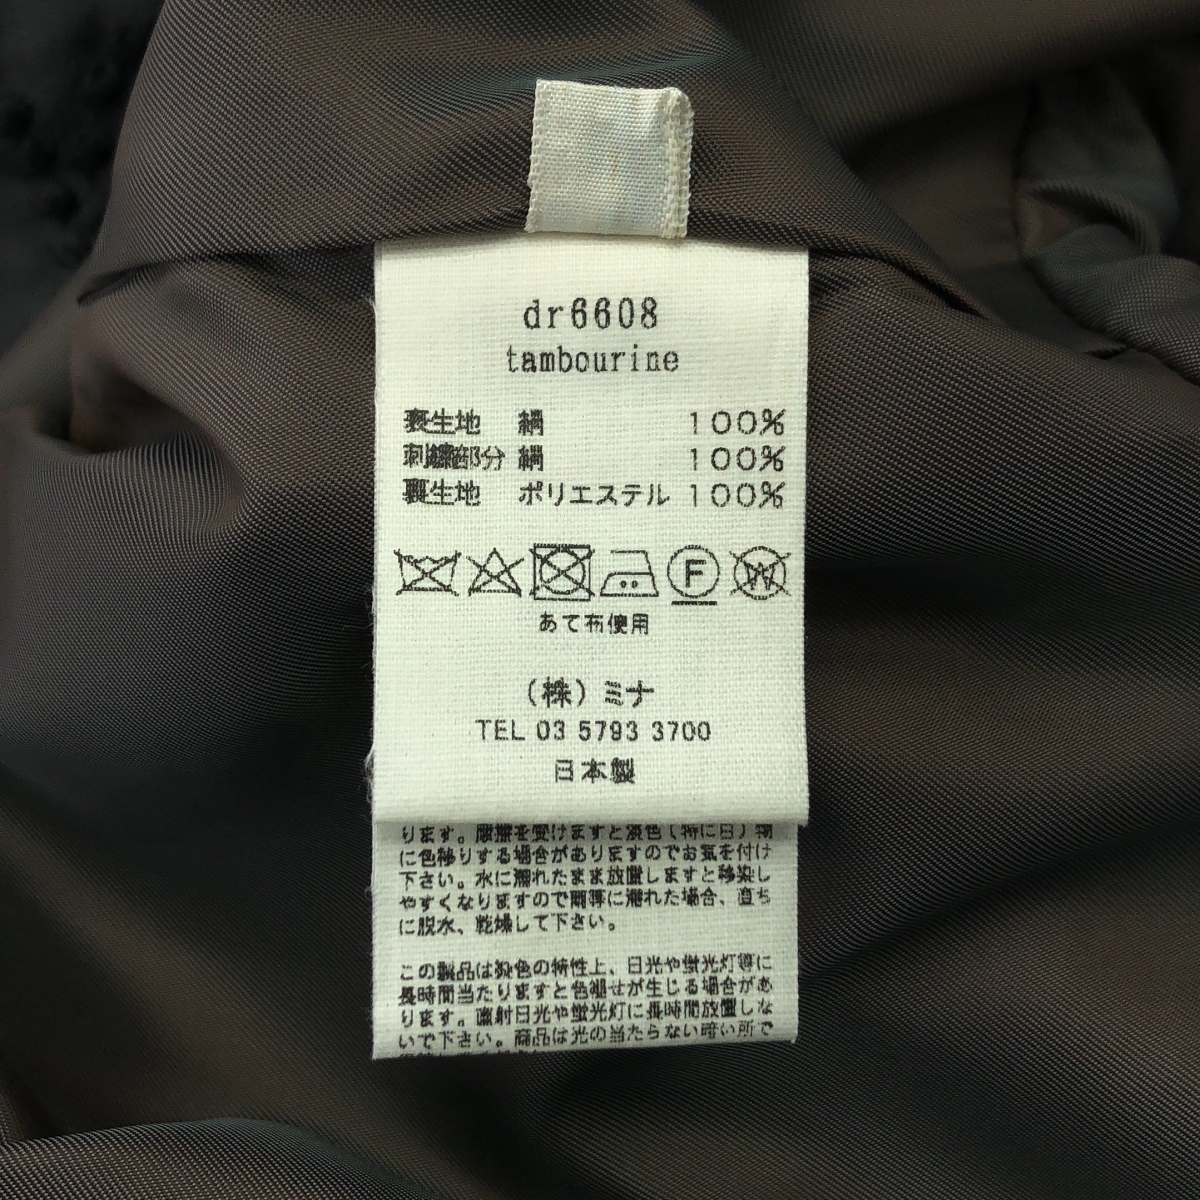 dr6608
tambourine
表生地 絹 100%
刺繍部分 絹 100%
裏生地 ポリエステル 100%
F W
あて布使用
（株）ミナ
TEL 03 5793 3700
日本製
ります。摩擦を受けますと淡色（特に白）物
に色移りする場合がありますのでお気を付け
下さい。水に濡れたまま放置しますと移染し
やすくなりますので雨等に濡れた場合、直ち
に脱水、乾燥して下さい。
この製品は染色の特性上、日光や蛍光灯等に
長時間当たりますと色褪せが生じる場合があ
ります。直射日光や蛍光灯に長時間放置しな
いで下さい。商品は光の当たらない暗い所で